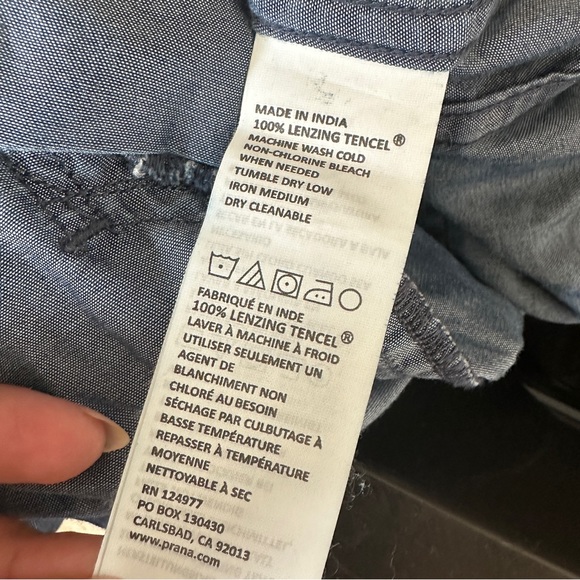 MADE IN INDIA
100% LENZING TENCEL®
MACHINE WASH COLD
NON-CHLORINE BLEACH
WHEN NEEDED
TUMBLE DRY LOW
IRON MEDIUM
DRY CLEANABLE
FABRIQUÉ EN INDE
100% LENZING TENCEL®
LAVER À MACHINE À FROID
UTILISER SEULEMENT UN
AGENT DE
BLANCHIMENT NON
CHLORÉ AU BESOIN
SÉCHAGE PAR CULBUTAGE À
BASSE TEMPÉRATURE
REPASSER À TEMPÉRATURE
MOYENNE
NETTOYABLE À SEC
RN 124977
PO BOX 130430
CARLSBAD, CA 92013
www.prana.com